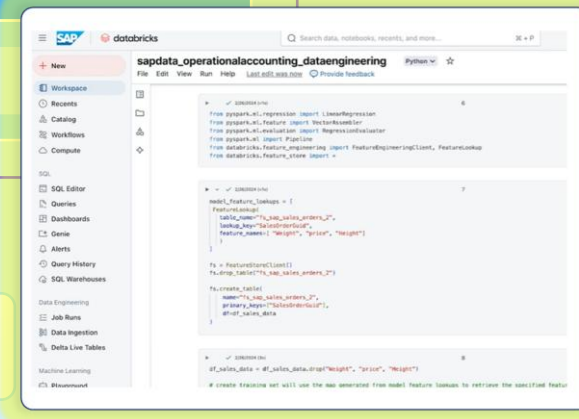 SAP databricks
Search data, notebooks, recents, and more...
⌘ + P
New
Workspace
Recents
Catalog
Workflows
Compute
SQL
SQL Editor
Queries
Dashboards
Genie
Alerts
Query History
SQL Warehouses
Data Engineering
Job Runs
Data Ingestion
Delta Live Tables
Machine Learning
Playground
sapdata_operationalaccounting_dataengineering
Python
File Edit View Run Help Last edit was now Provide feedback
6
from pyspark.ml.regression import LinearRegression
from pyspark.ml.feature import VectorAssembler
from pyspark.ml.evaluation import RegressionEvaluator
from pyspark.ml import Pipeline
from databricks.feature_engineering import FeatureEngineeringClient, FeatureLookup
from databricks.feature_store import *
7
model_feature_lookups = [
FeatureLookup(
table_name="fs_sap_sales_orders_2",
lookup_key="SalesOrderGuid",
feature_names=[ "Weight", "price", "height"]
)
]
fs = FeatureStoreClient()
fs.drop_table("fs_sap_sales_orders_2")
fs.create_table(
name="fs_sap_sales_orders_2",
primary_keys=["SalesOrderGuid"],
df=df_sales_data
)
8
df_sales_data = df_sales_data.drop("Weight", "price", "Height")
# create training set will use the map generated from model feature lookups to retrieve the specified